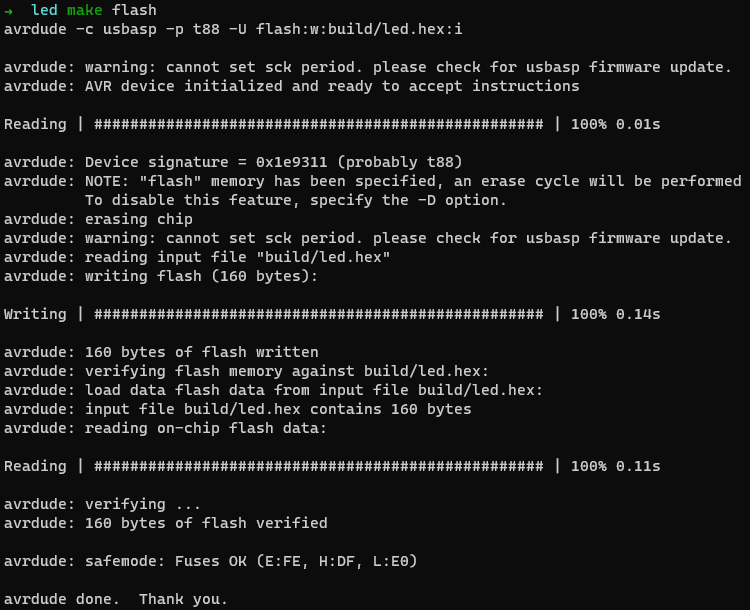 → led make flash
avrdude -c usbasp -p t88 -U flash:w:build/led.hex:i
avrdude: warning: cannot set sck period. please check for usbasp firmware update.
avrdude: AVR device initialized and ready to accept instructions
Reading | ################################################## | 100% 0.01s
avrdude: Device signature = 0x1e9311 (probably t88)
avrdude: NOTE: "flash" memory has been specified, an erase cycle will be performed
To disable this feature, specify the -D option.
avrdude: erasing chip
avrdude: warning: cannot set sck period. please check for usbasp firmware update.
avrdude: reading input file "build/led.hex"
avrdude: writing flash (160 bytes):
Writing | ################################################## | 100% 0.14s
avrdude: 160 bytes of flash written
avrdude: verifying flash memory against build/led.hex:
avrdude: load data flash data from input file build/led.hex:
avrdude: input file build/led.hex contains 160 bytes
avrdude: reading on-chip flash data:
Reading | ################################################## | 100% 0.11s
avrdude: verifying ...
avrdude: 160 bytes of flash verified
avrdude: safemode: Fuses OK (E:FE, H:DF, L:E0)
avrdude done.  Thank you.